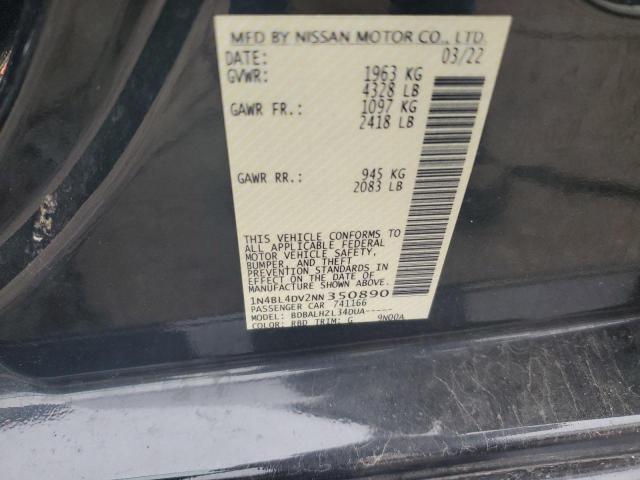 MFD BY NISSAN MOTOR CO., LTD.
DATE: 03/22
GVWR: 1963 KG
4328 LB
GAWR FR.: 1097 KG
2418 LB
GAWR RR.: 945 KG
2083 LB
THIS VEHICLE CONFORMS TO
ALL APPLICABLE FEDERAL
MOTOR VEHICLE SAFETY,
BUMPER, AND THEFT
PREVENTION STANDARDS
IN EFFECT ON THE DATE OF
MANUFACTURE SHOWN ABOVE.
1N4BL4DV2NN350890
PASSENGER CAR 741166
MODEL: BDBALHZL34DUA-----
COLOR: RBD TRIM: G 9N00A